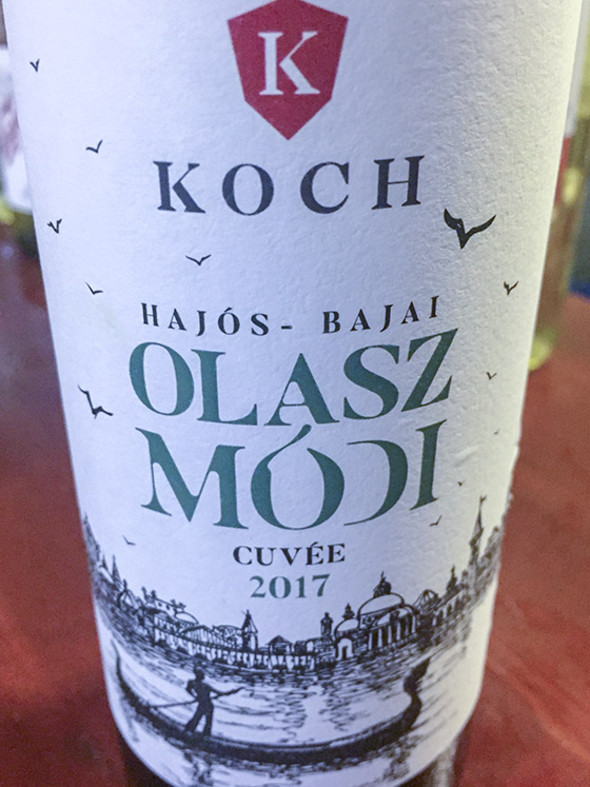 K
KOCH
HAJÓS- BAJAI
OLASZ
MÓDI
CUVÉE
2017